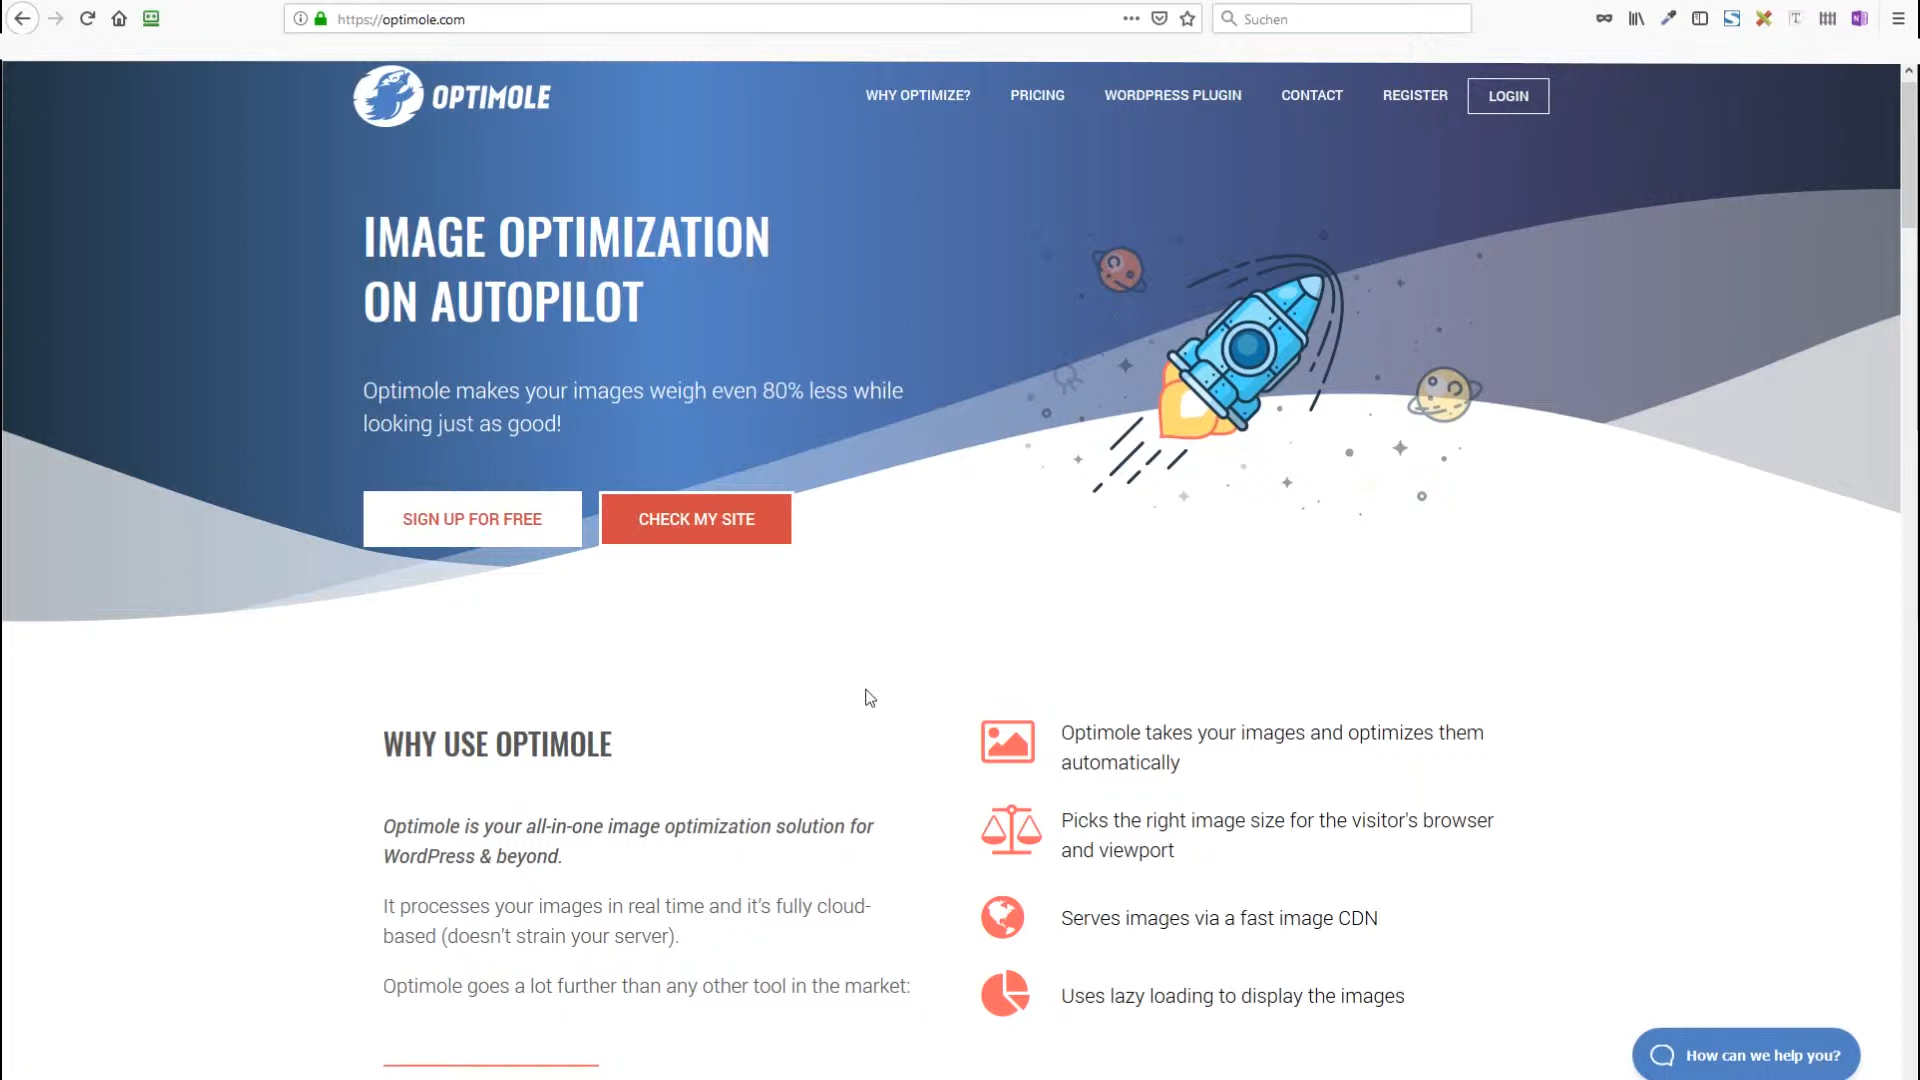 https://optimole.com
Suchen
OPTIMOLE
WHY OPTIMIZE?
PRICING
WORDPRESS PLUGIN
CONTACT
REGISTER
LOGIN
IMAGE OPTIMIZATION
ON AUTOPILOT
Optimole makes your images weigh even 80% less while
looking just as good!
SIGN UP FOR FREE
CHECK MY SITE
WHY USE OPTIMOLE
Optimole is your all-in-one image optimization solution for
WordPress & beyond.
It processes your images in real time and it’s fully cloud-
based (doesn’t strain your server).
Optimole goes a lot further than any other tool in the market:
Optimole takes your images and optimizes them
automatically
Picks the right image size for the visitor's browser
and viewport
Serves images via a fast image CDN
Uses lazy loading to display the images
How can we help you?